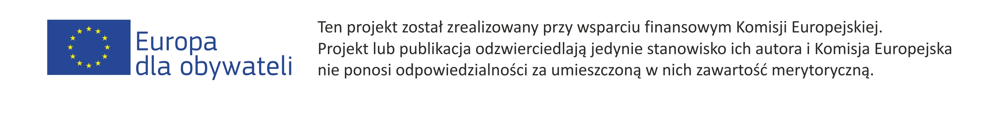 Europa
dla obywateli
Ten projekt został zrealizowany przy wsparciu finansowym Komisji Europejskiej.
Projekt lub publikacja odzwierciedlają jedynie stanowisko ich autora i Komisja Europejska
nie ponosi odpowiedzialności za umieszczoną w nich zawartość merytoryczną.